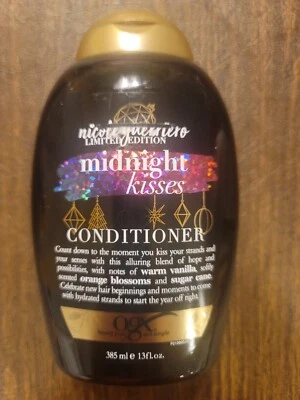 nicole guerriero
LIMITED EDITION
midnight
kisses
CONDITIONER
Count down to the moment you kiss your strands and
your senses with this alluring blend of hope and
possibilities, with notes of warm vanilla, softly
scented orange blossoms and sugar cane.
Celebrate new hair beginnings and moments to come
with hydrated strands to start the year off right.
ogx
385 ml e 13fl.oz.